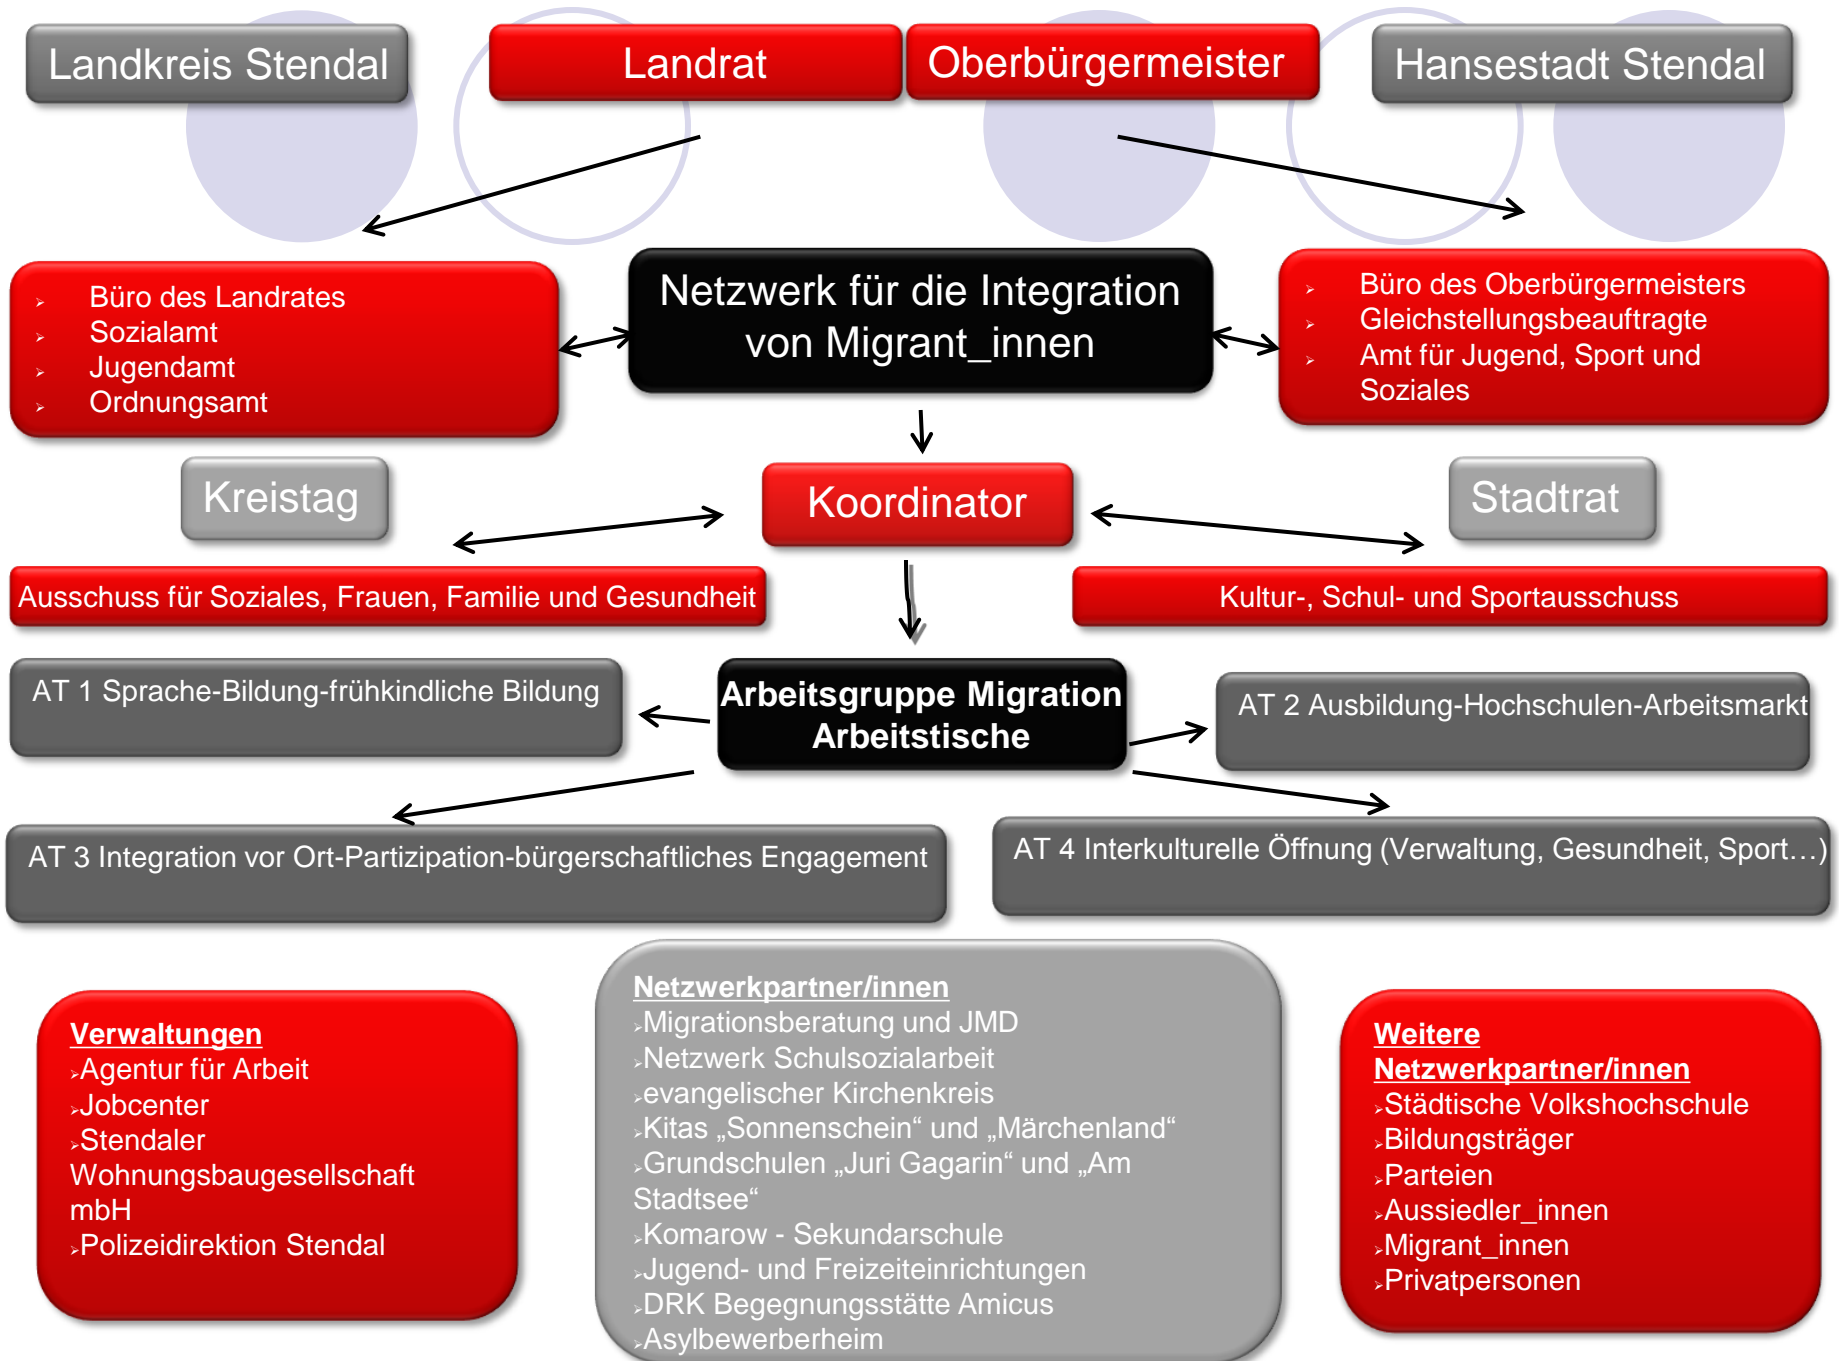 Landkreis Stendal
Landrat
Oberbürgermeister
Hansestadt Stendal
Büro des Landrates
Sozialamt
Jugendamt
Ordnungsamt
Netzwerk für die Integration
von Migrant_innen
Büro des Oberbürgermeisters
Gleichstellungsbeauftragte
Amt für Jugend, Sport und
Soziales
Kreistag
Koordinator
Stadtrat
Ausschuss für Soziales, Frauen, Familie und Gesundheit
Kultur-, Schul- und Sportausschuss
AT 1 Sprache-Bildung-frühkindliche Bildung
Arbeitsgruppe Migration
Arbeitstische
AT 2 Ausbildung-Hochschulen-Arbeitsmarkt
AT 3 Integration vor Ort-Partizipation-bürgerschaftliches Engagement
AT 4 Interkulturelle Öffnung (Verwaltung, Gesundheit, Sport…)
Verwaltungen
Agentur für Arbeit
Jobcenter
Stendaler
Wohnungsbaugesellschaft
mbH
Polizeidirektion Stendal
Netzwerkpartner/innen
Migrationsberatung und JMD
Netzwerk Schulsozialarbeit
evangelischer Kirchenkreis
Kitas „Sonnenschein“ und „Märchenland“
Grundschulen „Juri Gagarin“ und „Am
Stadtsee“
Komarow - Sekundarschule
Jugend- und Freizeiteinrichtungen
DRK Begegnungsstätte Amicus
Asylbewerberheim
Weitere
Netzwerkpartner/innen
Städtische Volkshochschule
Bildungsträger
Parteien
Aussiedler_innen
Migrant_innen
Privatpersonen